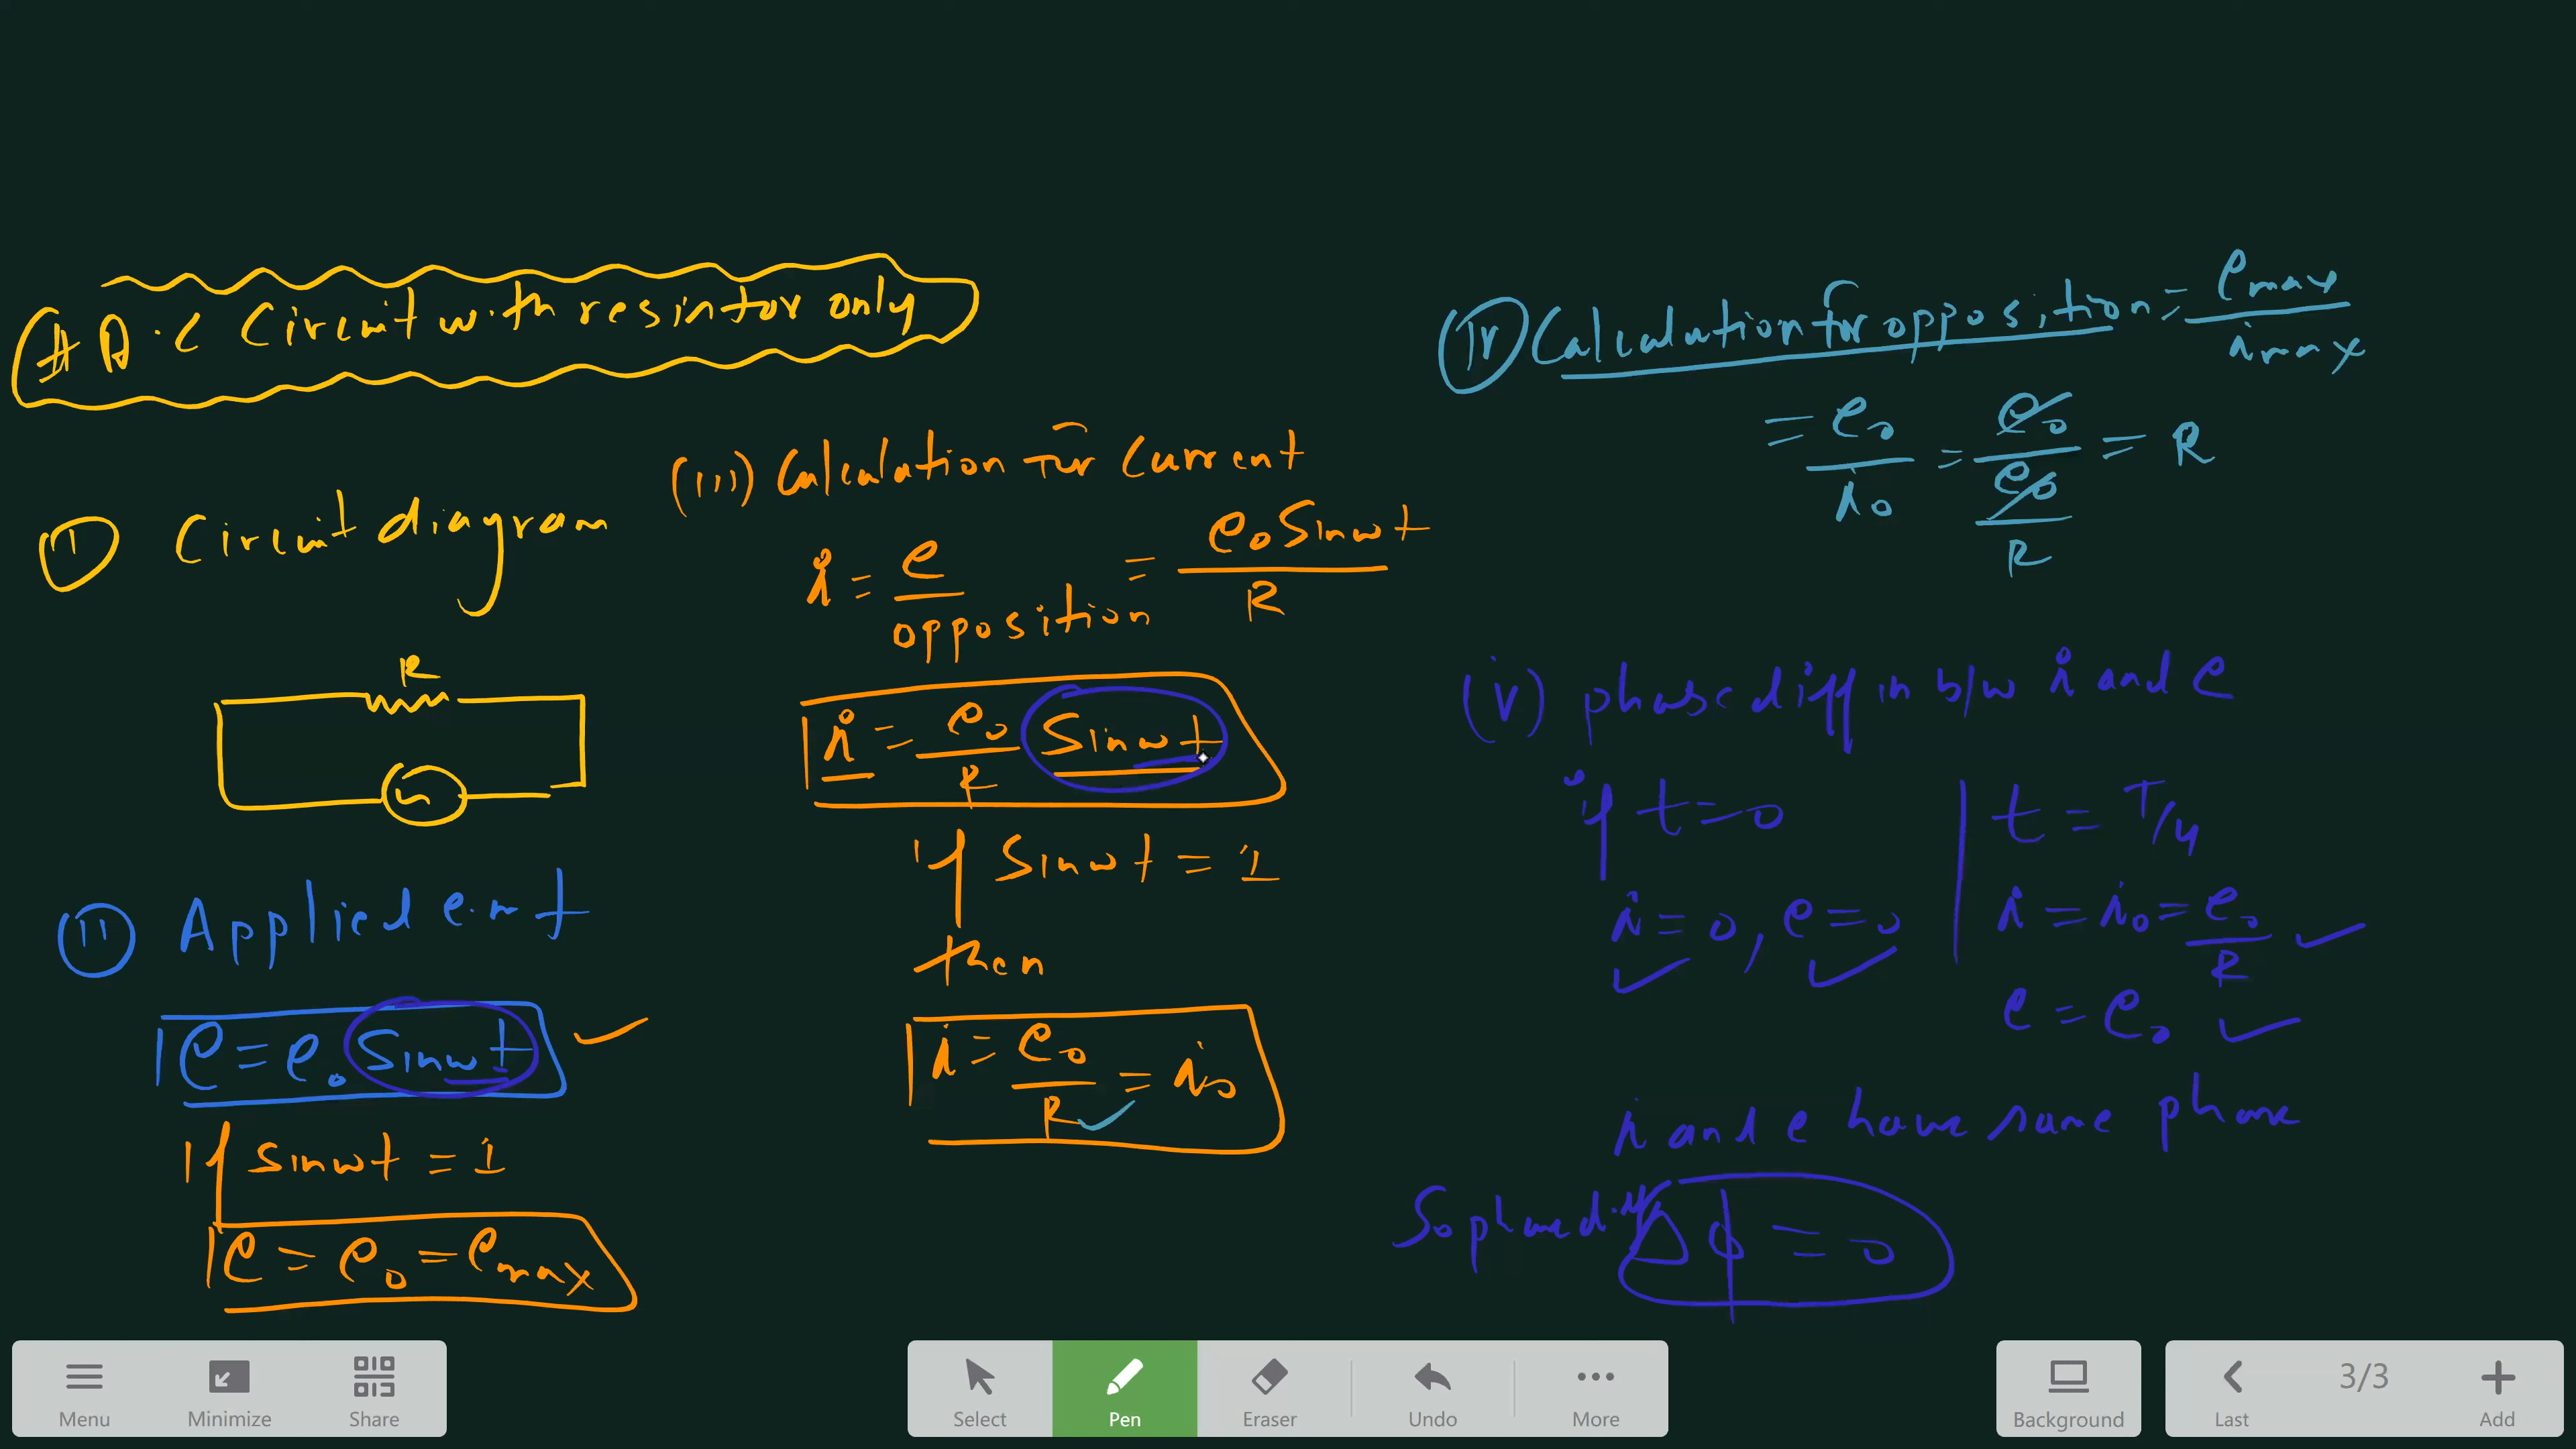 # A.C Circuit with resistor only
(I) Circuit diagram
R
(II) Applied e.m.f
e = e₀ Sinωt
If sinωt = 1
e = e₀ = e_max
(III) Calculation for Current
i = e/opposition = e₀ Sinωt/R
i = e₀/R Sinωt
If Sinωt = 1
then
i = e₀/R = i₀
(IV) Calculation for opposition = e_max/i_max
= e₀/i₀ = e₀/(e₀/R) = R
(V) phase diff in b/w i and e
if t = 0
i = 0, e = 0
t = T/4
i = i₀ = e₀/R
e = e₀
i and e have same phase
So phase diff Δϕ = 0
Menu
Minimize
Share
Select
Pen
Eraser
Undo
More
Background
Last
3/3
Add